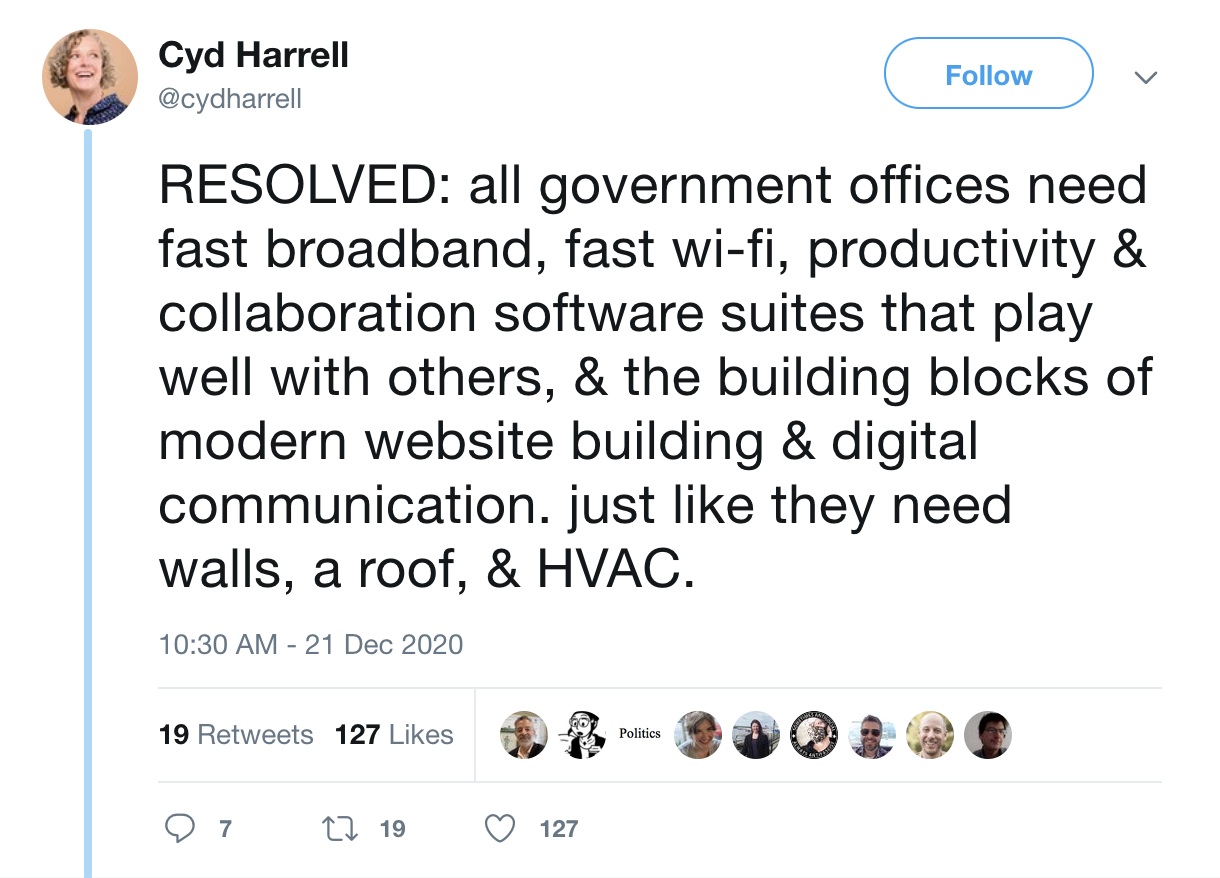 Cyd Harrell
@cydharrell
Follow
RESOLVED: all government offices need
fast broadband, fast wi-fi, productivity &
collaboration software suites that play
well with others, & the building blocks of
modern website building & digital
communication. just like they need
walls, a roof, & HVAC.
10:30 AM - 21 Dec 2020
19 Retweets 127 Likes
Politics
7 19 127